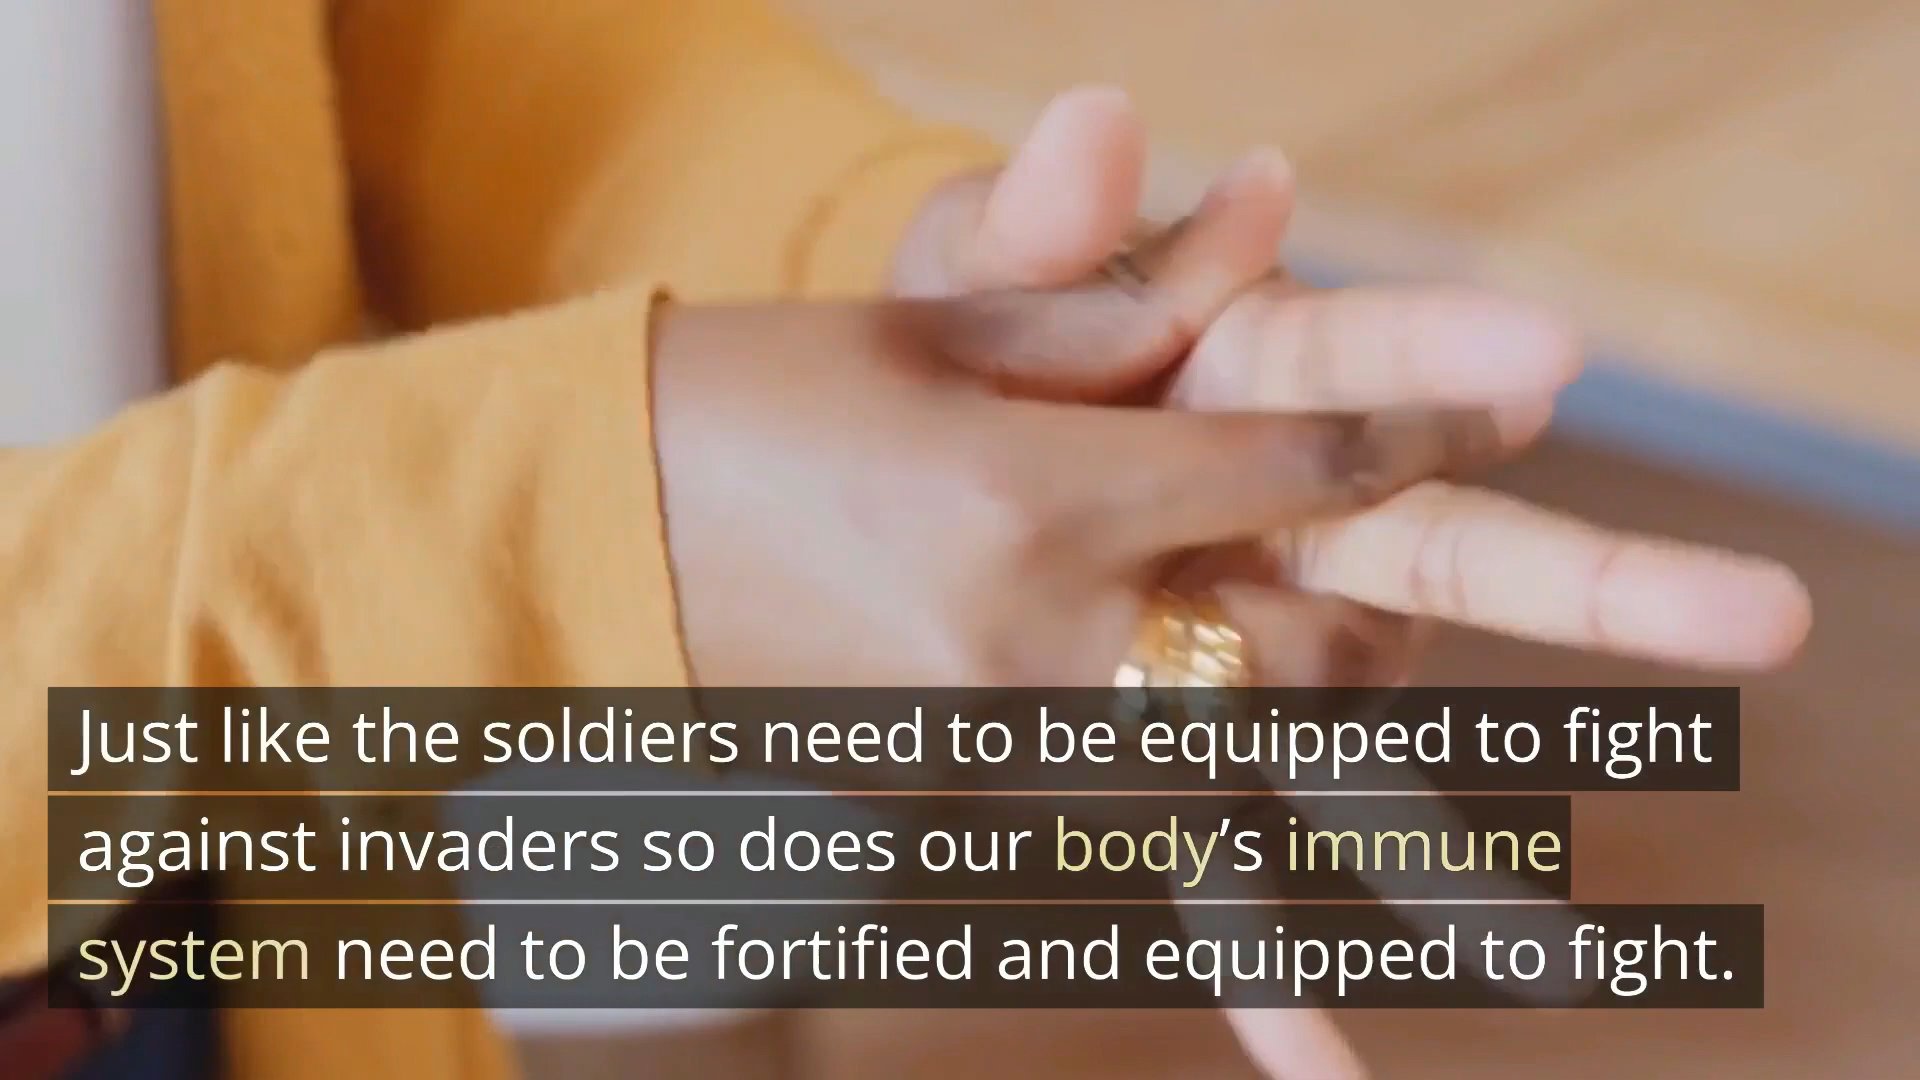 Just like the soldiers need to be equipped to fight
against invaders so does our body’s immune
system need to be fortified and equipped to fight.